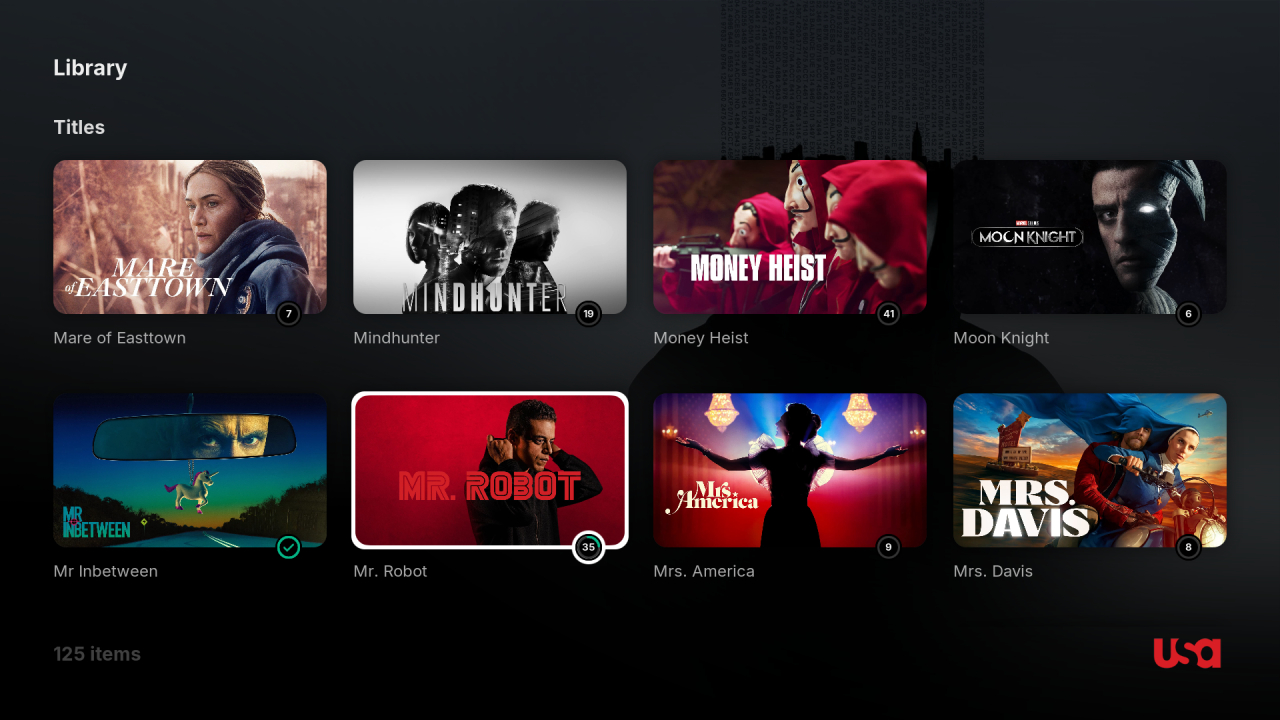 Library
Titles
MARE
of EASTTOWN
7
Mare of Easttown
MINDHUNTER
19
Mindhunter
MONEY HEIST
41
Money Heist
MOON KNIGHT
6
Moon Knight
MR
INBETWEEN
Mr Inbetween
MR. ROBOT
35
Mr. Robot
Mrs.
America
9
Mrs. America
MRS.
DAVIS
8
Mrs. Davis
125 items
usa